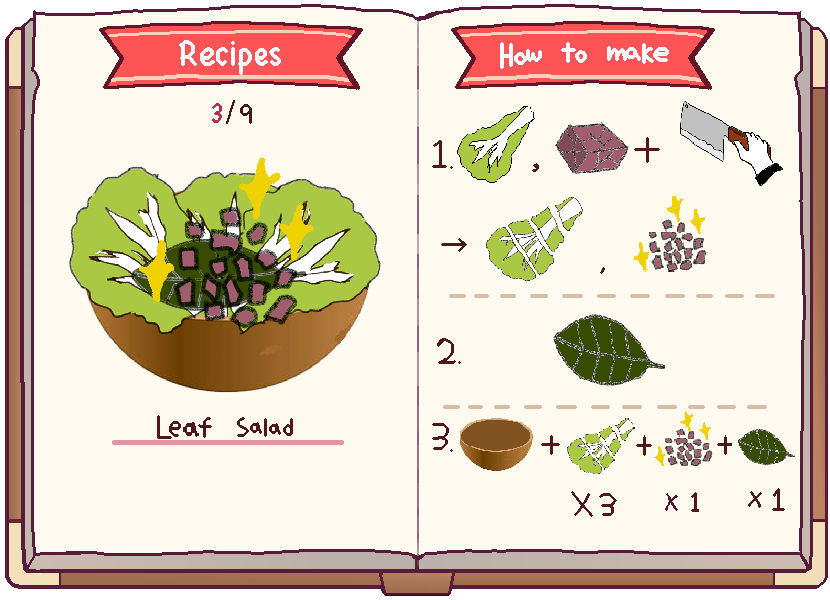 Recipes
3/9
Leaf Salad
How to make
1. , +
→ ,
2.
3. + + +
X3 x1 x1